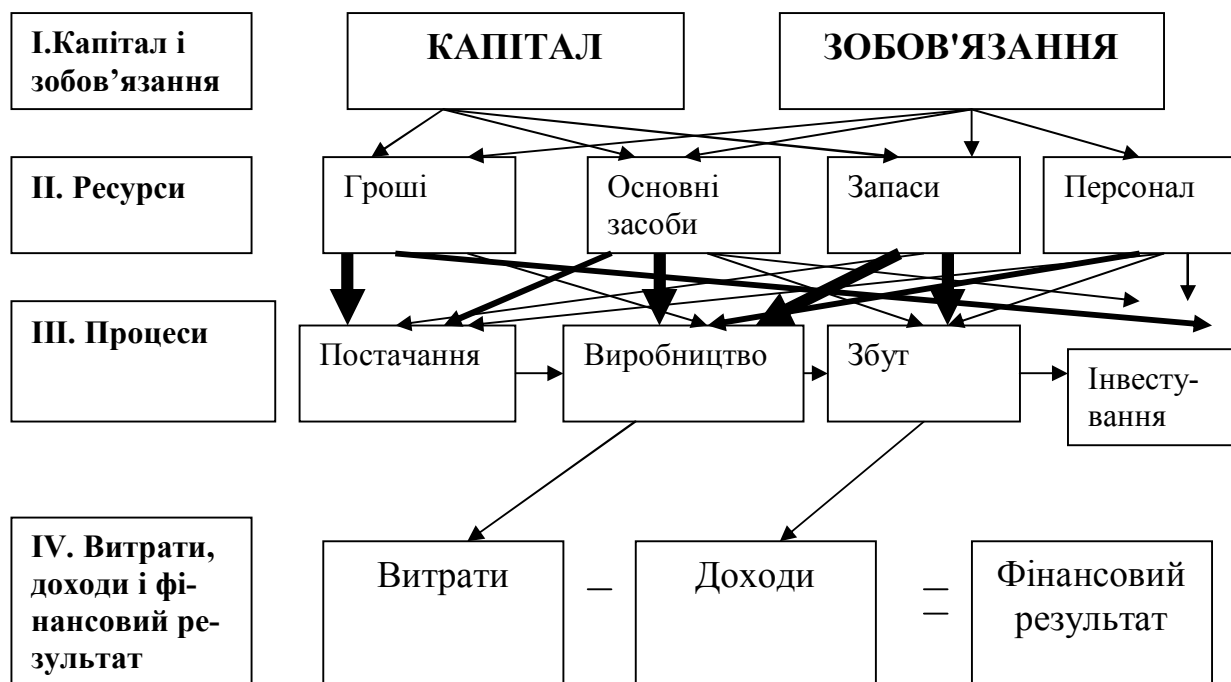 І.Капітал і
зобов’язання
КАПІТАЛ
ЗОБОВ'ЯЗАННЯ
ІІ. Ресурси
Гроші
Основні
засоби
Запаси
Персонал
ІІІ. Процеси
Постачання
Виробництво
Збут
Інвесту-
вання
IV. Витрати,
доходи і фі-
нансовий ре-
зультат
Витрати
–
Доходи
=
Фінансовий
результат